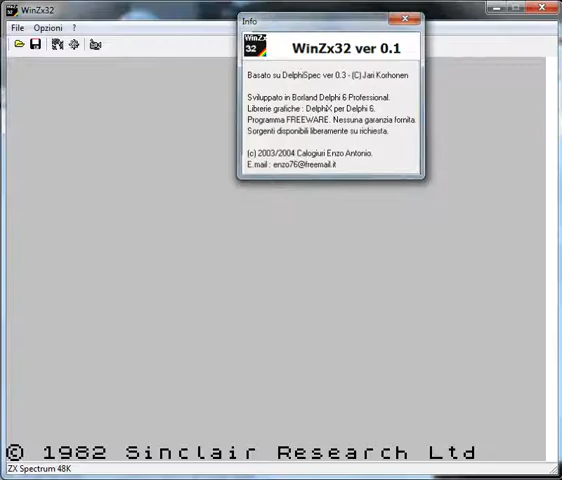 WinZx32
File Opzioni ?
Info
WinZx 32
WinZx32 ver 0.1
Basato su DelphiSpec ver 0.3 - (C)Jari Korhonen
Sviluppato in Borland Delphi 6 Professional.
Librerie grafiche : DelphiX per Delphi 6.
Programma FREEWARE. Nessuna garanzia fornita.
Sorgenti disponibili liberamente su richiesta.
(c) 2003/2004 Calogiuri Enzo Antonio.
E.mail : enzo76@freemail.it
© 1982 Sinclair Research Ltd
ZX Spectrum 48K